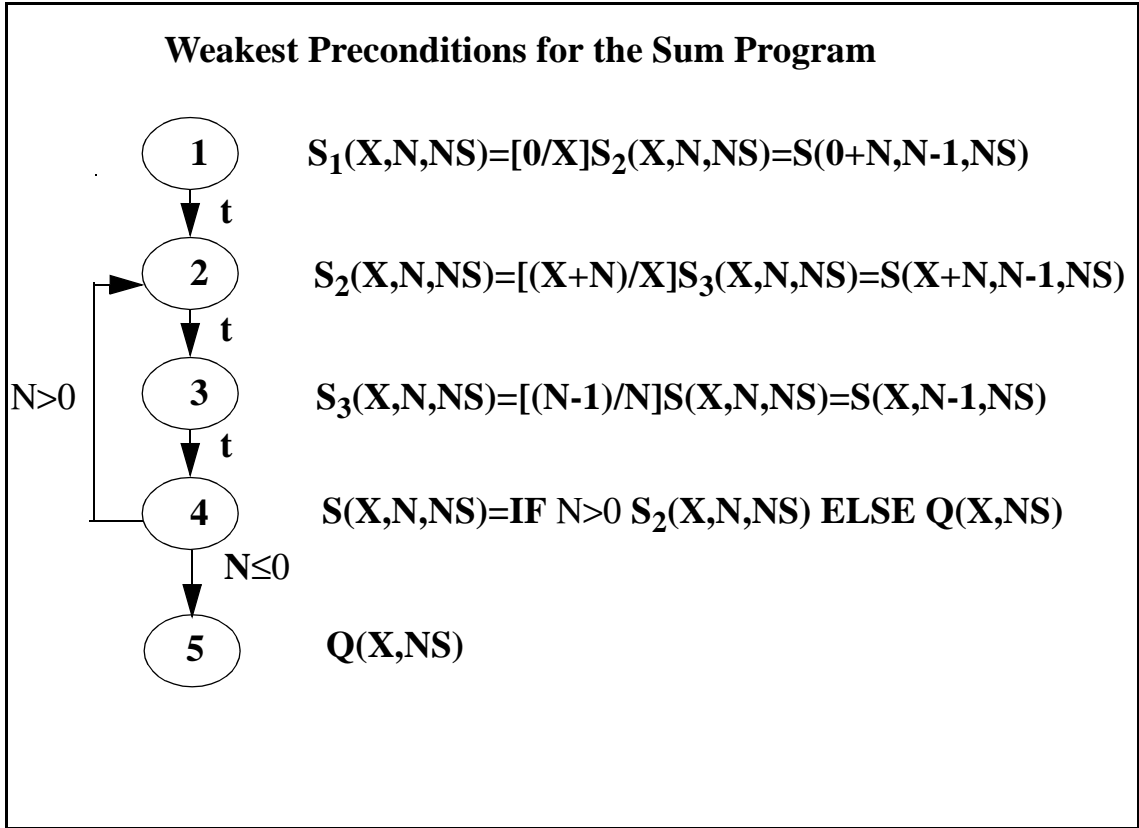 Weakest Preconditions for the Sum Program
1 S₁(X,N,NS)=[0/X]S₂(X,N,NS)=S(0+N,N-1,NS)
t
2 S₂(X,N,NS)=[(X+N)/X]S₃(X,N,NS)=S(X+N,N-1,NS)
t
N>0 3 S₃(X,N,NS)=[(N-1)/N]S(X,N,NS)=S(X,N-1,NS)
t
4 S(X,N,NS)=IF N>0 S₂(X,N,NS) ELSE Q(X,NS)
N≤0
5 Q(X,NS)